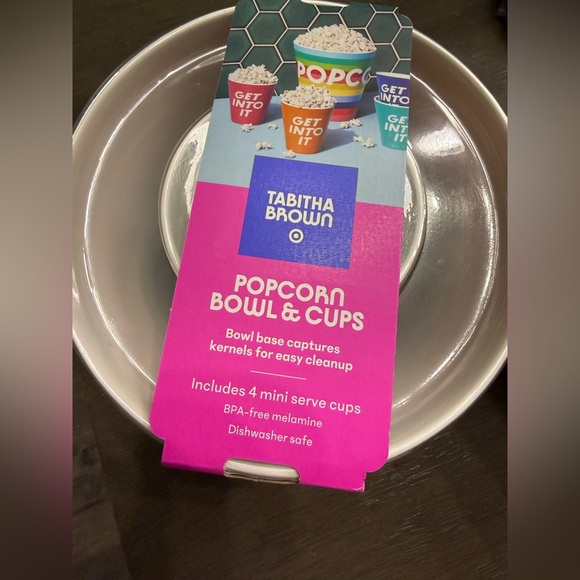 POPCO
GET
INTO
IT
GET
INTO
IT
GET
INTO
GET
INT
IT
TABITHA
BROWN
POPCORN
BOWL & CUPS
Bowl base captures
kernels for easy cleanup
Includes 4 mini serve cups
BPA-free melamine
Dishwasher safe